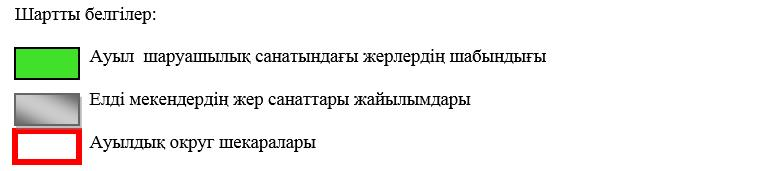 Шартты белгілер:
Ауыл шаруашылық санатындағы жерлердің шабындығы
Елді мекендердің жер санаттары жайылымдары
Ауылдық округ шекаралары